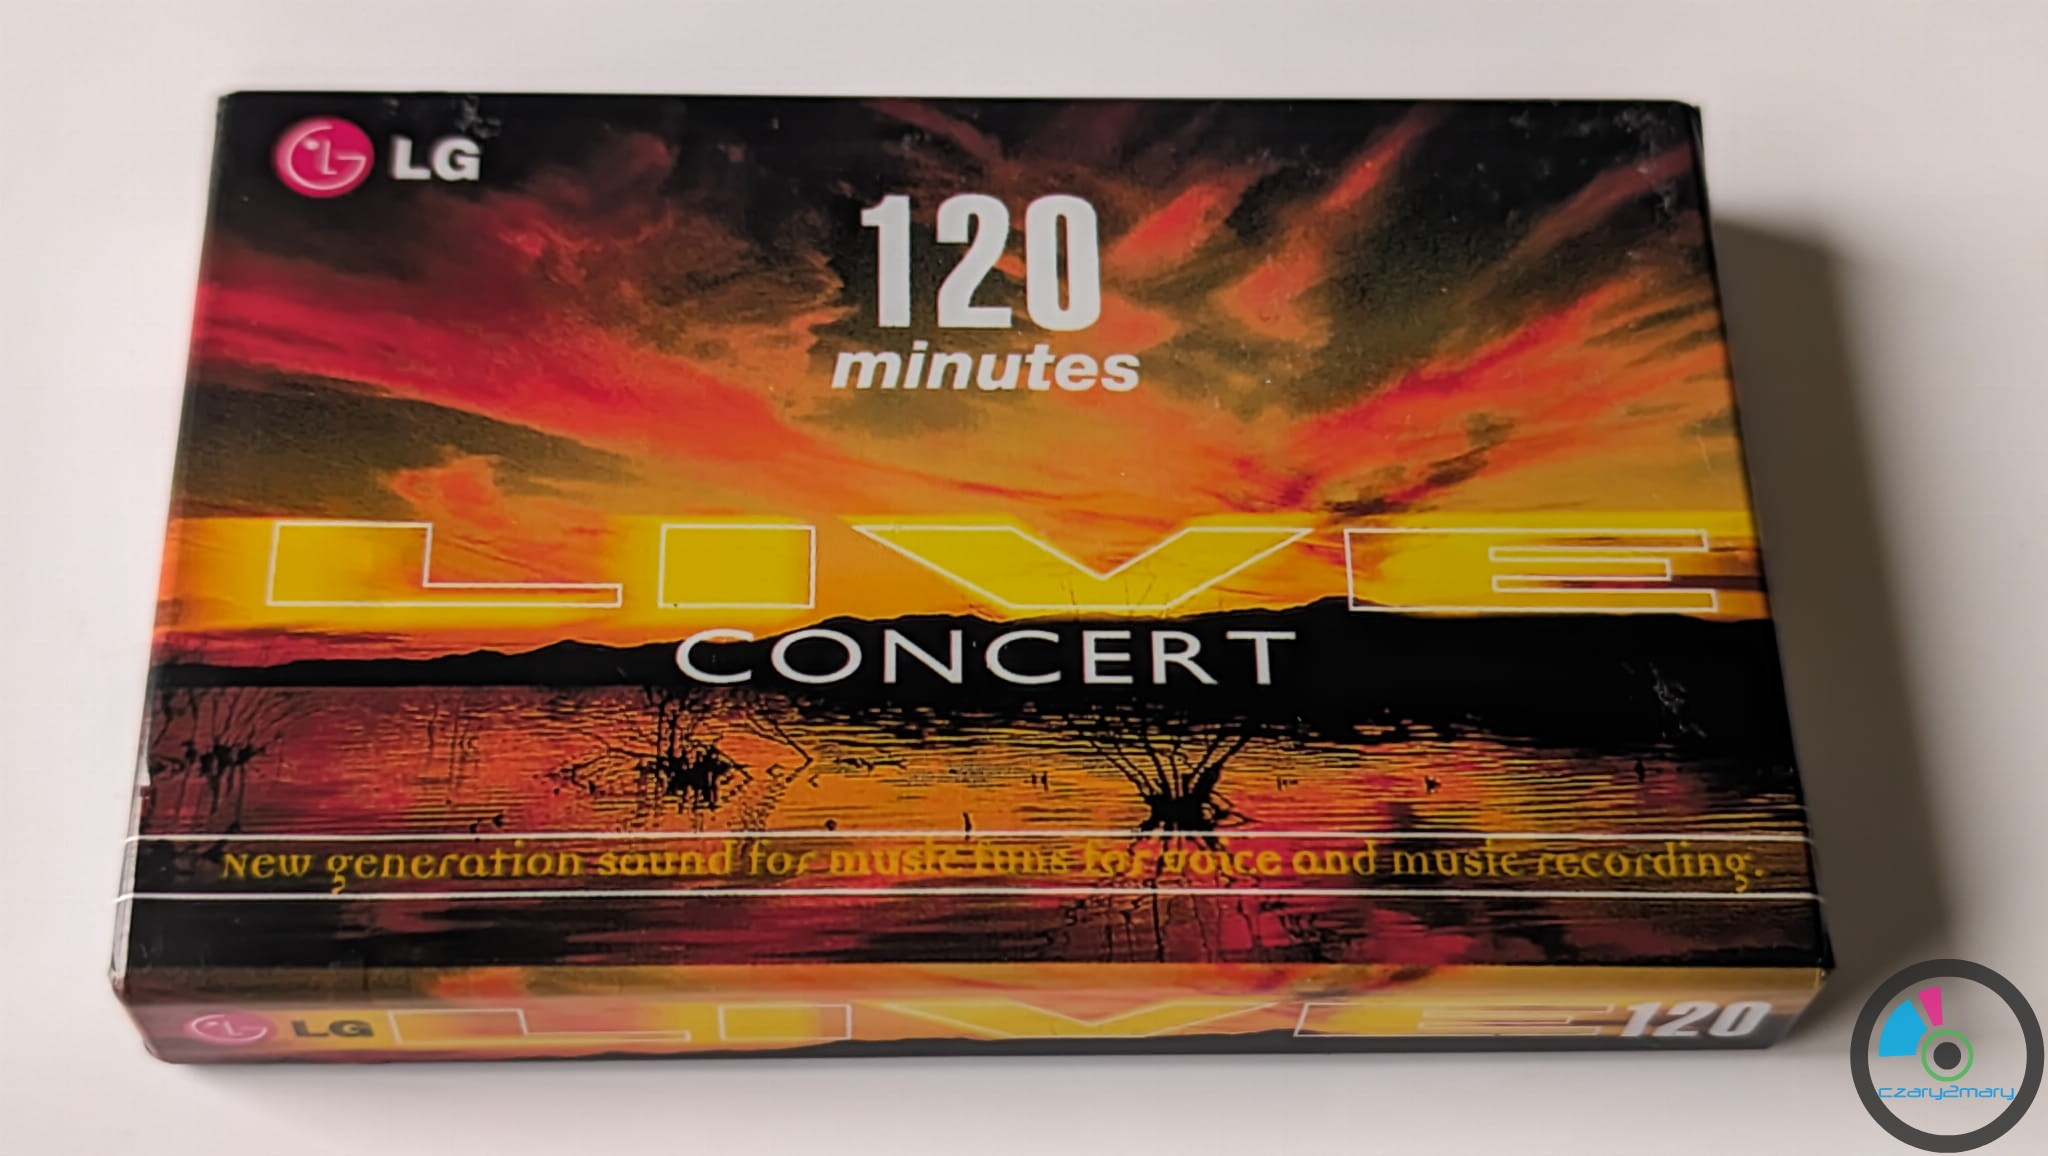 LG
120
minutes
LIVE
CONCERT
New generation sound for music funs for voice and music recording.
LG LIVE 120
czary2mary